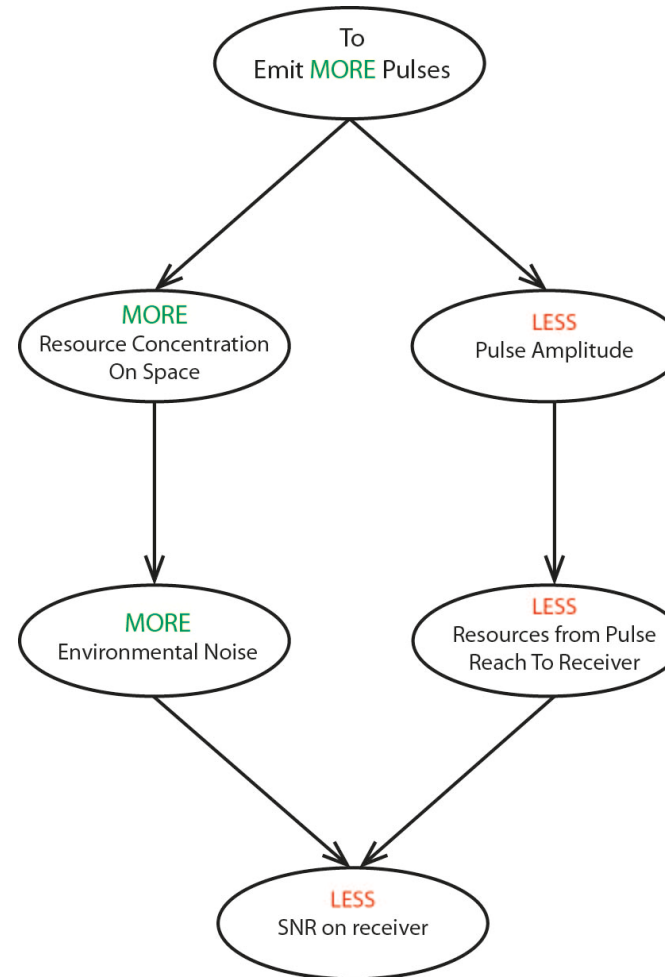 To
Emit MORE Pulses
MORE
Resource Concentration
On Space
LESS
Pulse Amplitude
MORE
Environmental Noise
LESS
Resources from Pulse
Reach To Receiver
LESS
SNR on receiver